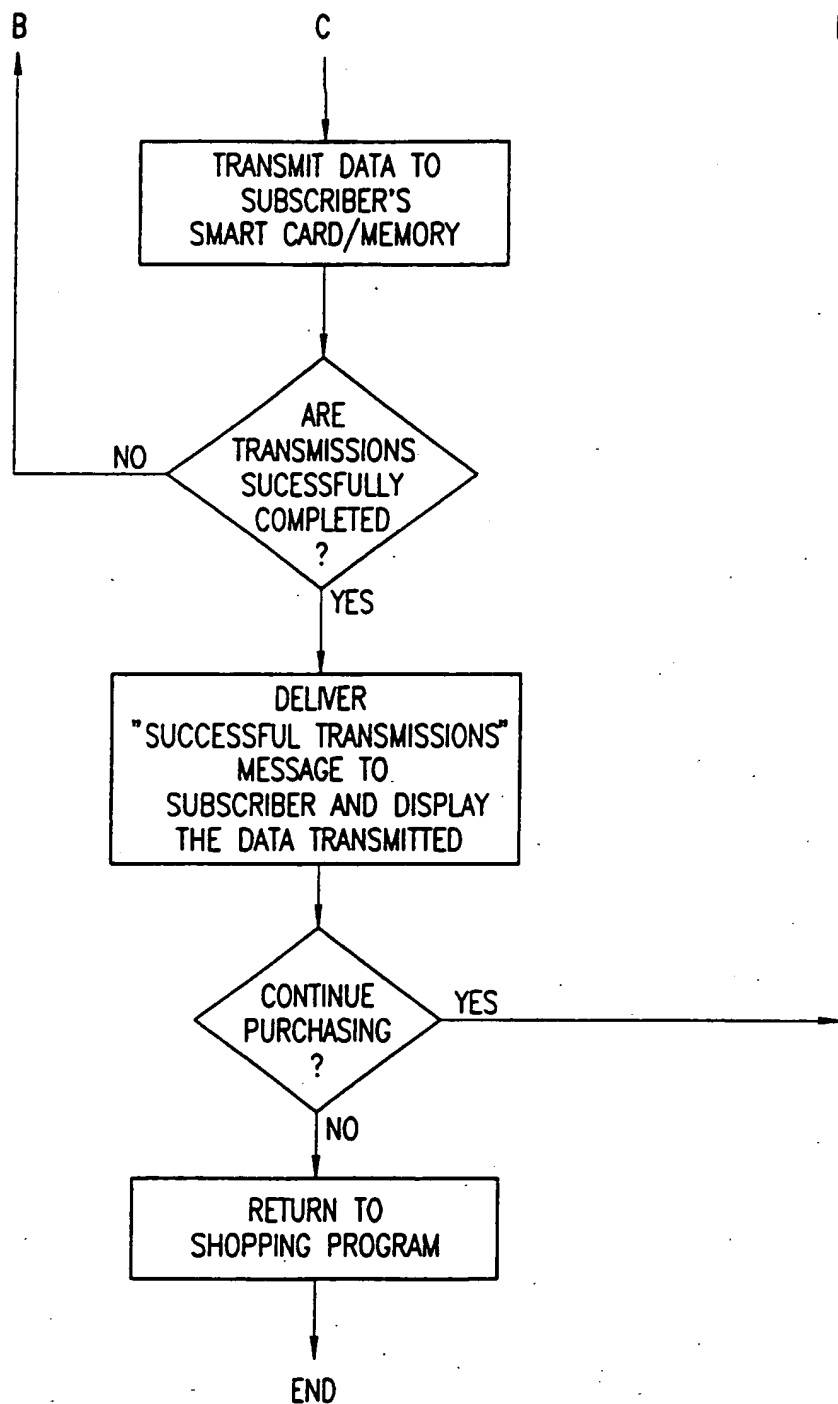 B
C
TRANSMIT DATA TO
SUBSCRIBER'S
SMART CARD/MEMORY
ARE
TRANSMISSIONS
SUCESSFULLY
COMPLETED
?
NO
YES
DELIVER
"SUCCESSFUL TRANSMISSIONS"
MESSAGE TO
SUBSCRIBER AND DISPLAY
THE DATA TRANSMITTED
CONTINUE
PURCHASING
?
YES
NO
RETURN TO
SHOPPING PROGRAM
END